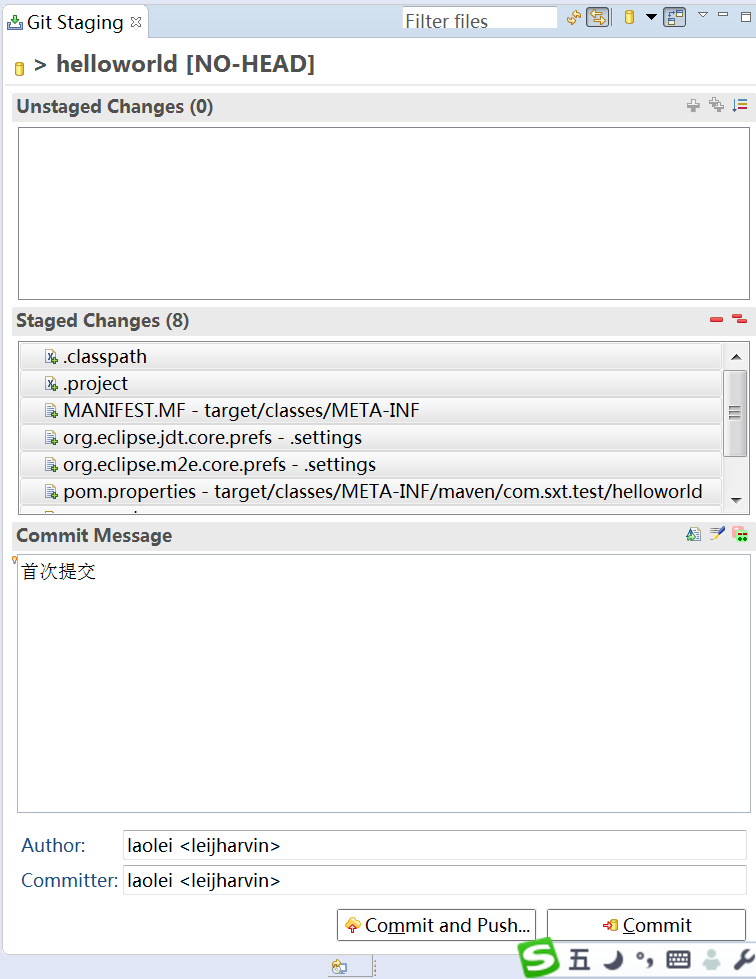 Git Staging
Filter files
> helloworld [NO-HEAD]
Unstaged Changes (0)
Staged Changes (8)
.classpath
.project
MANIFEST.MF - target/classes/META-INF
org.eclipse.jdt.core.prefs - .settings
org.eclipse.m2e.core.prefs - .settings
pom.properties - target/classes/META-INF/maven/com.sxt.test/helloworld
Commit Message
首次提交
Author: laolei <leijharvin>
Committer: laolei <leijharvin>
Commit and Push... Commit
S 五